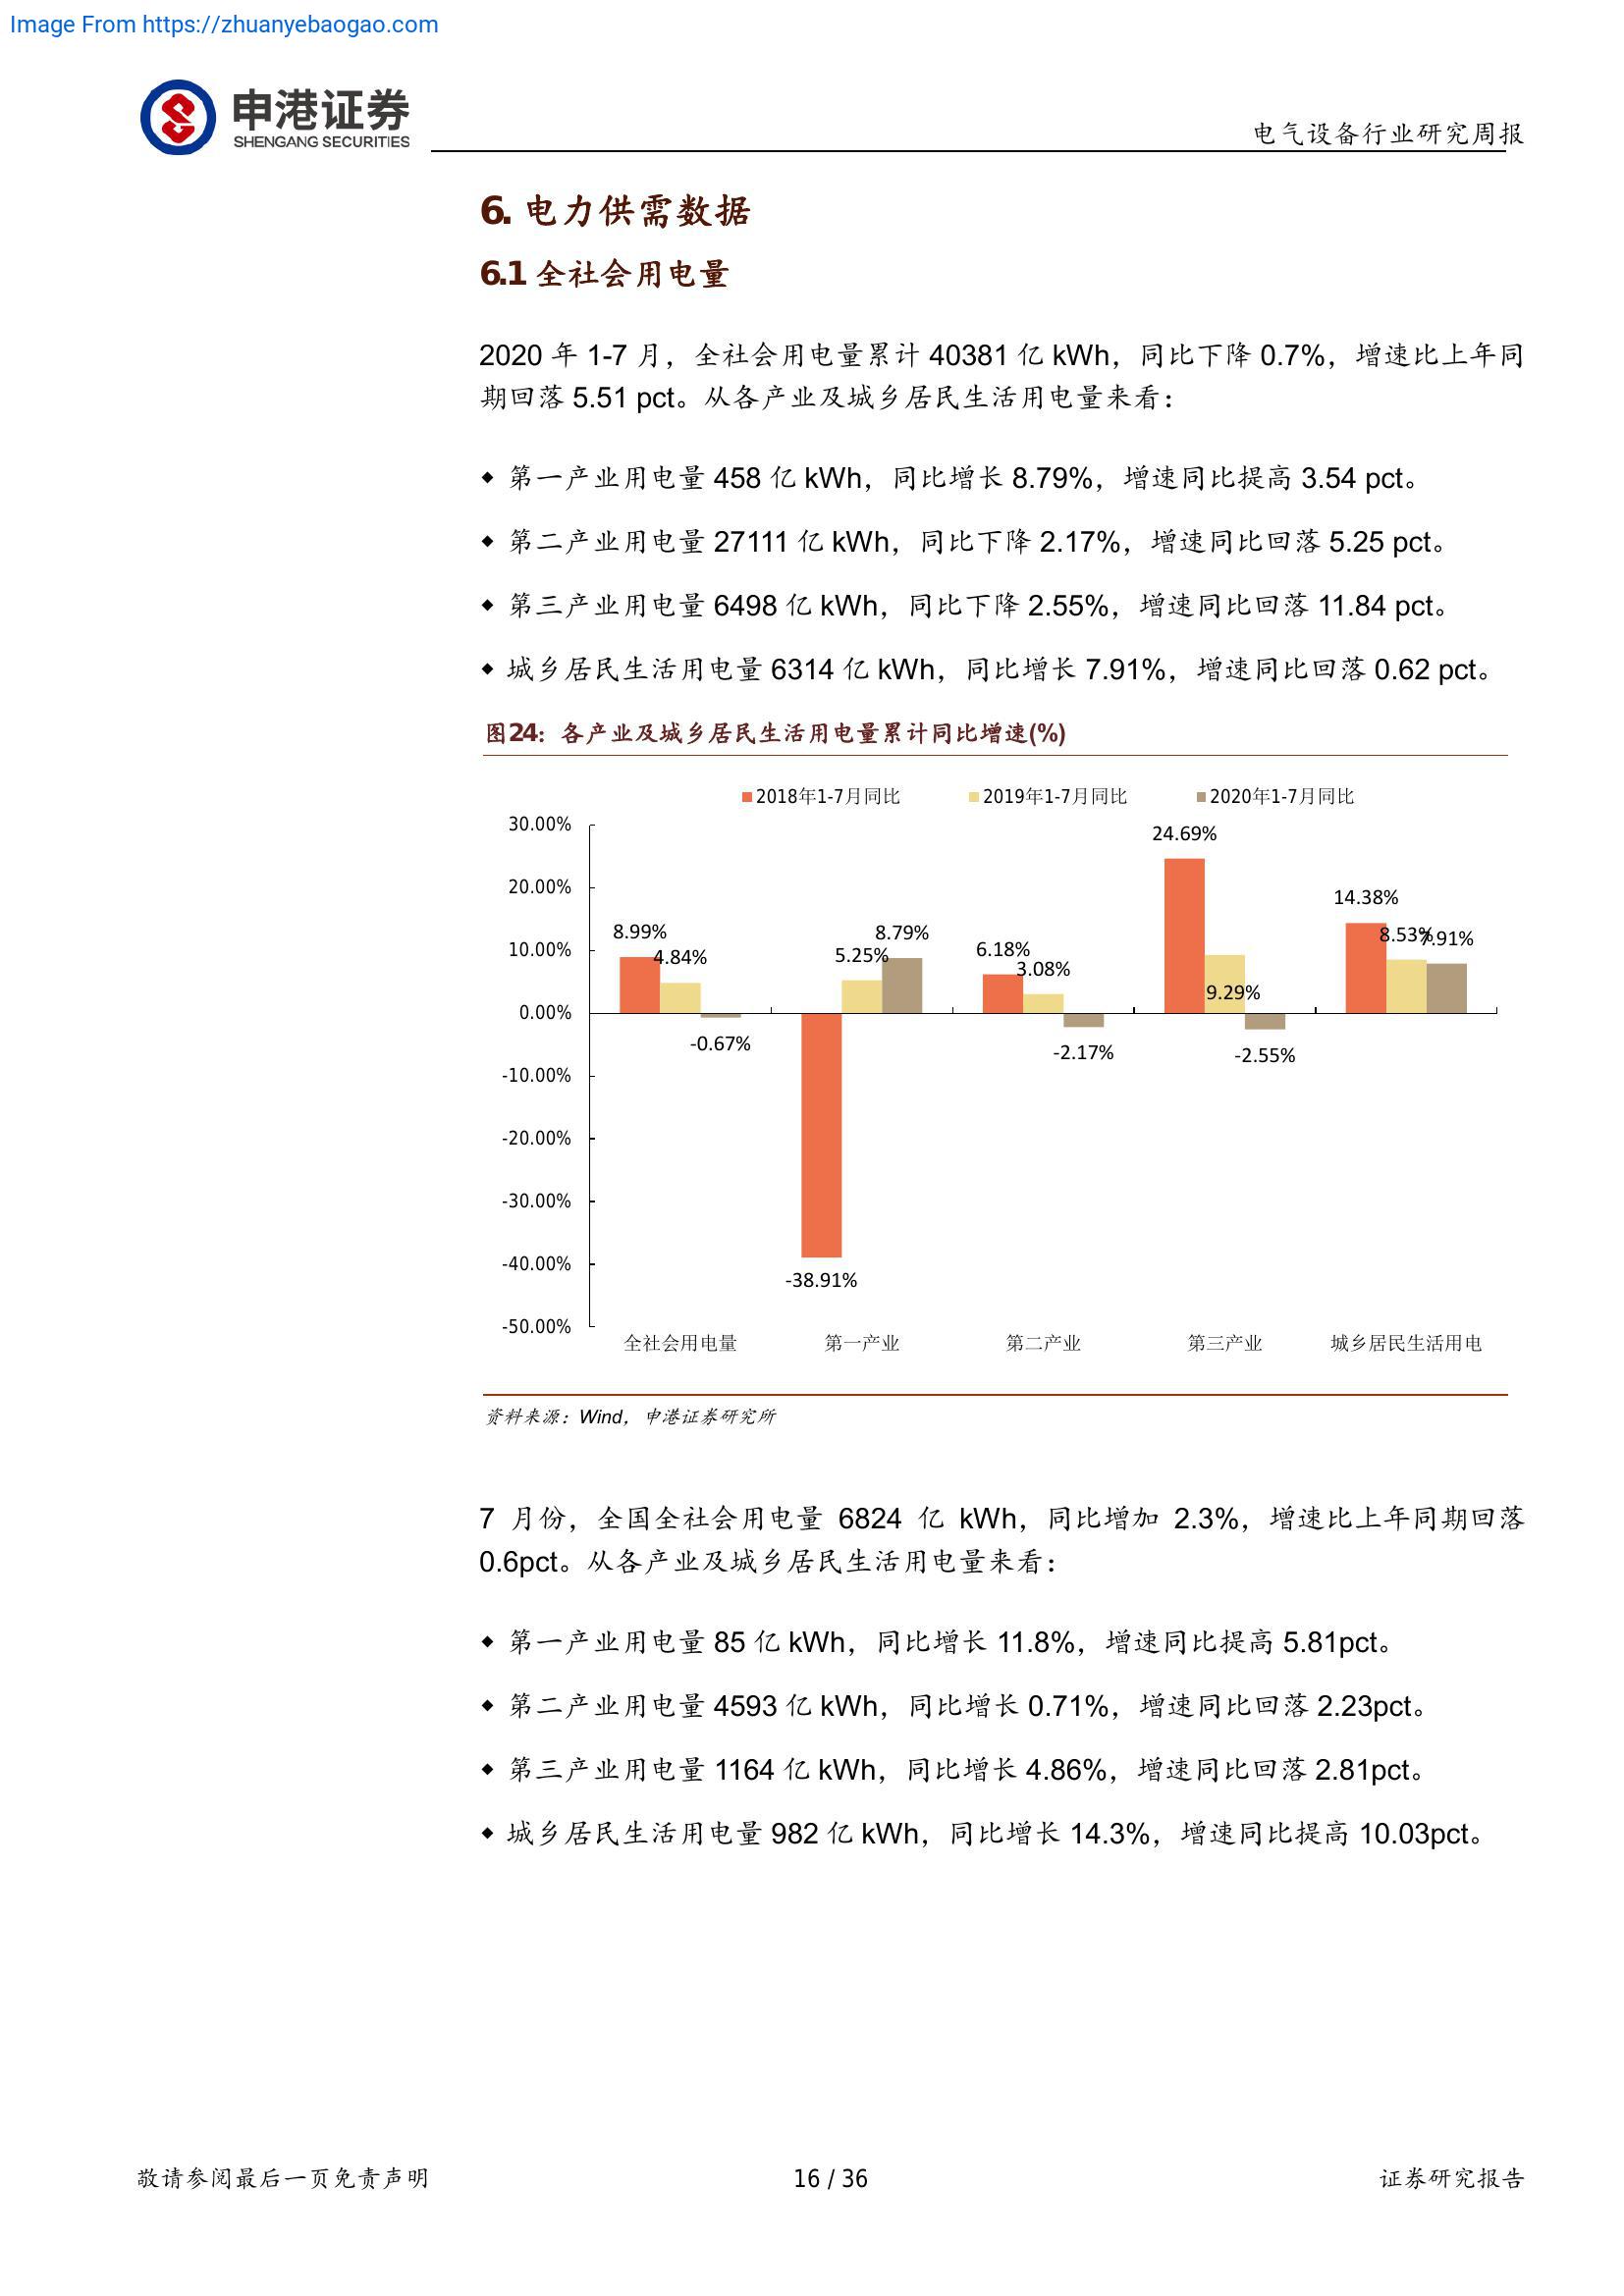 Image From https://zhuanyebaogao.com
申港证券
SHENGANG SECURITIES
电气设备行业研究周报
6. 电力供需数据
6.1 全社会用电量
2020 年 1-7 月，全社会用电量累计 40381 亿 kWh，同比下降 0.7%，增速比上年同
期回落 5.51 pct。从各产业及城乡居民生活用电量来看：
◆ 第一产业用电量 458 亿 kWh，同比增长 8.79%，增速同比提高 3.54 pct。
◆ 第二产业用电量 27111 亿 kWh，同比下降 2.17%，增速同比回落 5.25 pct。
◆ 第三产业用电量 6498 亿 kWh，同比下降 2.55%，增速同比回落 11.84 pct。
◆ 城乡居民生活用电量 6314 亿 kWh，同比增长 7.91%，增速同比回落 0.62 pct。
图24：各产业及城乡居民生活用电量累计同比增速(%)
2018年1-7月同比 2019年1-7月同比 2020年1-7月同比
30.00%
20.00%
10.00%
0.00%
-10.00%
-20.00%
-30.00%
-40.00%
-50.00%
8.99% 4.84% -0.67%
-38.91% 5.25% 8.79%
6.18% 3.08% -2.17%
24.69% 9.29% -2.55%
14.38% 8.53% 7.91%
全社会用电量 第一产业 第二产业 第三产业 城乡居民生活用电
资料来源：Wind，申港证券研究所
7 月份，全国全社会用电量 6824 亿 kWh，同比增加 2.3%，增速比上年同期回落
0.6pct。从各产业及城乡居民生活用电量来看：
◆ 第一产业用电量 85 亿 kWh，同比增长 11.8%，增速同比提高 5.81pct。
◆ 第二产业用电量 4593 亿 kWh，同比增长 0.71%，增速同比回落 2.23pct。
◆ 第三产业用电量 1164 亿 kWh，同比增长 4.86%，增速同比回落 2.81pct。
◆ 城乡居民生活用电量 982 亿 kWh，同比增长 14.3%，增速同比提高 10.03pct。
敬请参阅最后一页免责声明 16 / 36 证券研究报告